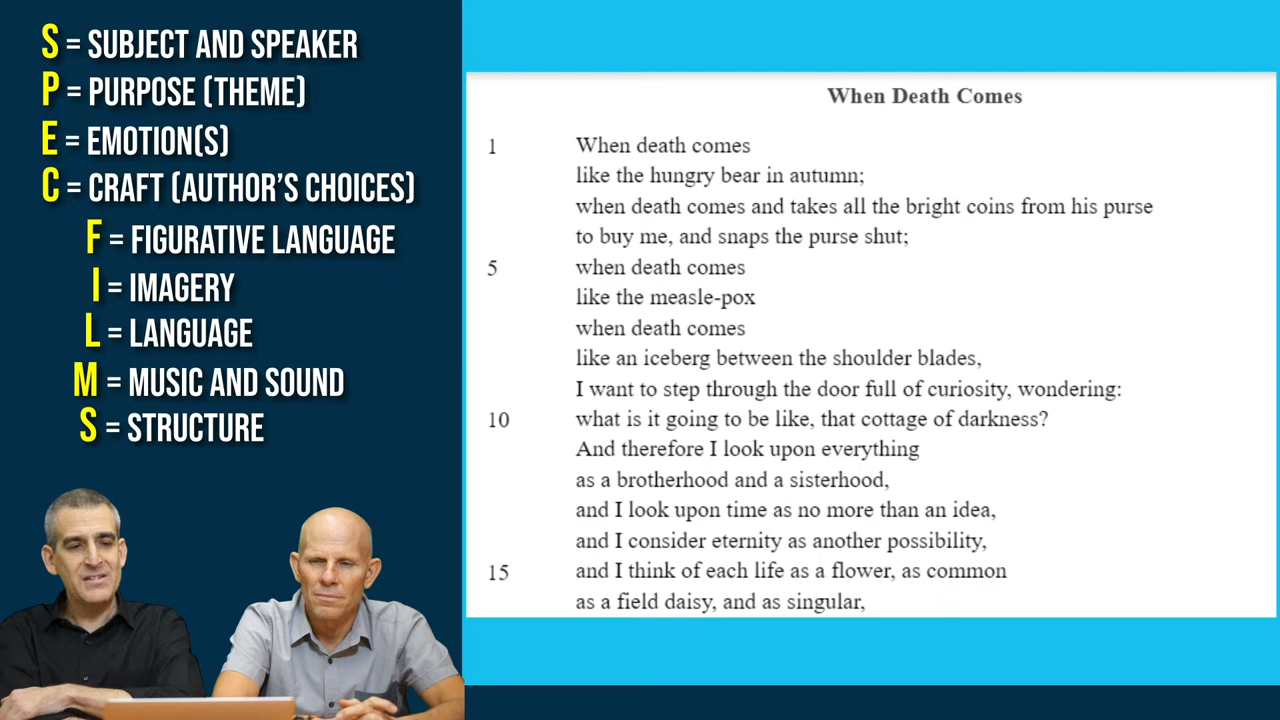 S = SUBJECT AND SPEAKER
P = PURPOSE (THEME)
E = EMOTION(S)
C = CRAFT (AUTHOR'S CHOICES)
F = FIGURATIVE LANGUAGE
I = IMAGERY
L = LANGUAGE
M = MUSIC AND SOUND
S = STRUCTURE
When Death Comes
1 When death comes
like the hungry bear in autumn;
when death comes and takes all the bright coins from his purse
to buy me, and snaps the purse shut;
5 when death comes
like the measle-pox
when death comes
like an iceberg between the shoulder blades,
I want to step through the door full of curiosity, wondering:
10 what is it going to be like, that cottage of darkness?
And therefore I look upon everything
as a brotherhood and a sisterhood,
and I look upon time as no more than an idea,
and I consider eternity as another possibility,
15 and I think of each life as a flower, as common
as a field daisy, and as singular,